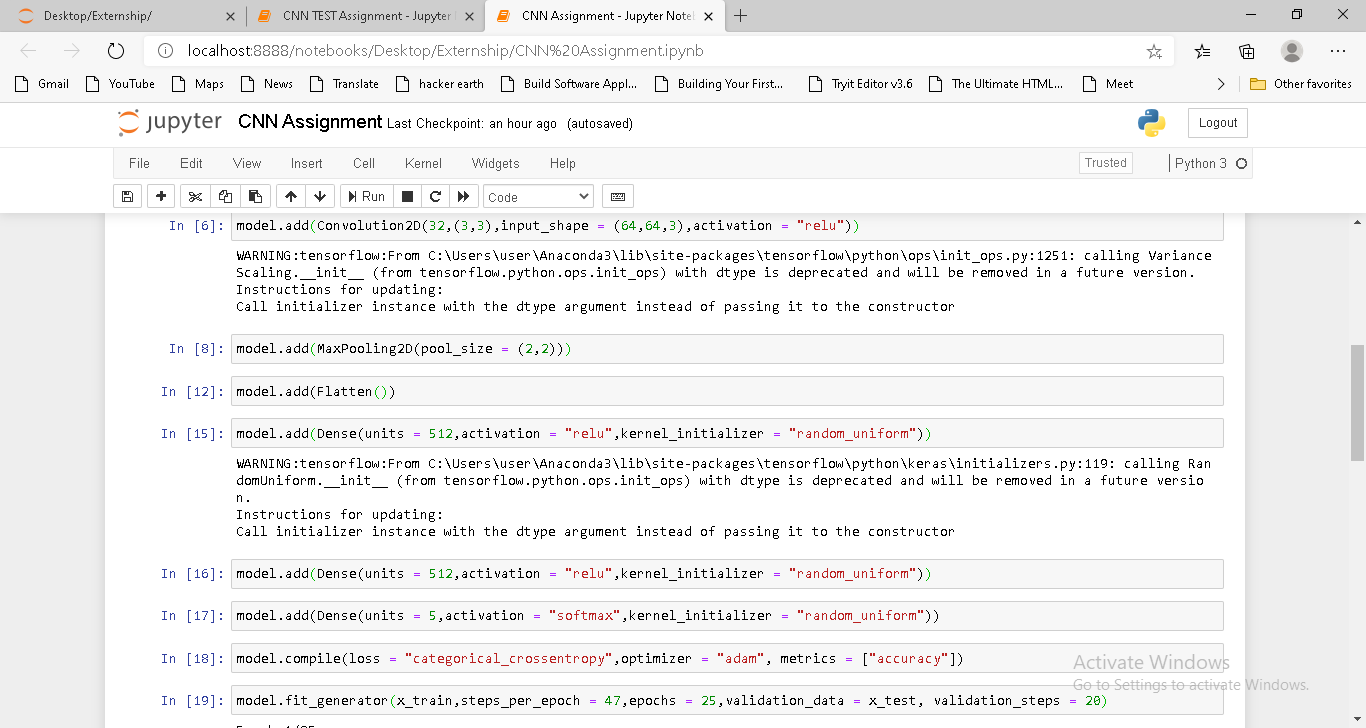 Desktop/Externship/
CNN TEST Assignment - Jupyter
CNN Assignment - Jupyter Note
localhost:8888/notebooks/Desktop/Externship/CNN%20Assignment.ipynb
Gmail YouTube Maps News Translate hacker earth Build Software Appl... Building Your First... Tryit Editor v3.6 The Ultimate HTML... Meet Other favorites
jupyter CNN Assignment Last Checkpoint: an hour ago (autosaved) Logout
File Edit View Insert Cell Kernel Widgets Help Trusted Python 3
Run Code
In [6]: model.add(Convolution2D(32,(3,3),input_shape = (64,64,3),activation = "relu"))
WARNING:tensorflow:From C:\Users\user\Anaconda3\lib\site-packages\tensorflow\python\ops\init_ops.py:1251: calling Variance
Scaling.__init__ (from tensorflow.python.ops.init_ops) with dtype is deprecated and will be removed in a future version.
Instructions for updating:
Call initializer instance with the dtype argument instead of passing it to the constructor
In [8]: model.add(MaxPooling2D(pool_size = (2,2)))
In [12]: model.add(Flatten())
In [15]: model.add(Dense(units = 512,activation = "relu",kernel_initializer = "random_uniform"))
WARNING:tensorflow:From C:\Users\user\Anaconda3\lib\site-packages\tensorflow\python\keras\initializers.py:119: calling Ran
domUniform.__init__ (from tensorflow.python.ops.init_ops) with dtype is deprecated and will be removed in a future versio
n.
Instructions for updating:
Call initializer instance with the dtype argument instead of passing it to the constructor
In [16]: model.add(Dense(units = 512,activation = "relu",kernel_initializer = "random_uniform"))
In [17]: model.add(Dense(units = 5,activation = "softmax",kernel_initializer = "random_uniform"))
In [18]: model.compile(loss = "categorical_crossentropy",optimizer = "adam", metrics = ["accuracy"])
Activate Windows
Go to Settings to activate Windows.
In [19]: model.fit_generator(x_train,steps_per_epoch = 47,epochs = 25,validation_data = x_test, validation_steps = 20)